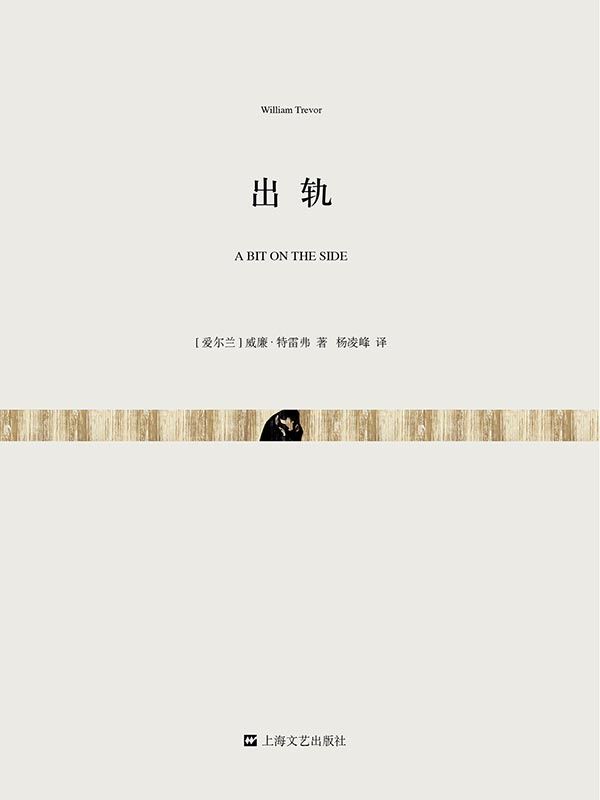 William Trevor
出轨
A BIT ON THE SIDE
[爱尔兰]威廉·特雷弗 著 杨凌峰 译
上海文艺出版社